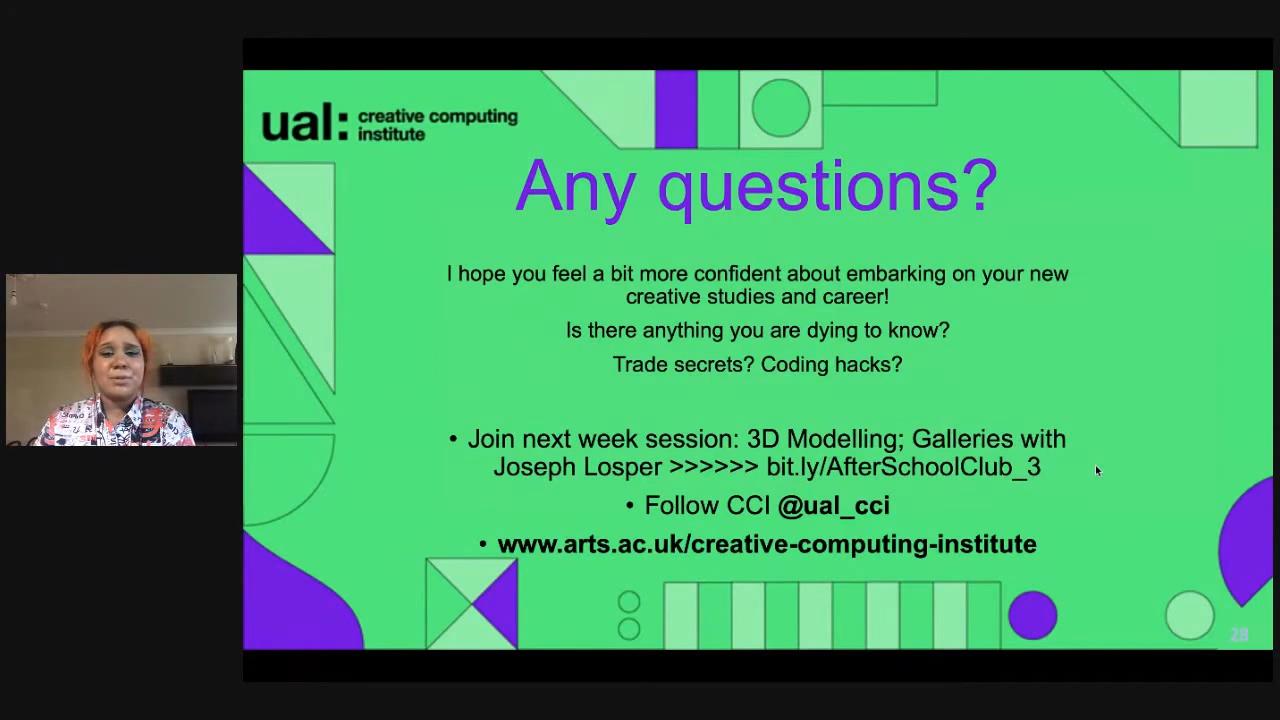 ual: creative computing
institute
Any questions?
I hope you feel a bit more confident about embarking on your new
creative studies and career!
Is there anything you are dying to know?
Trade secrets? Coding hacks?
• Join next week session: 3D Modelling; Galleries with
Joseph Losper >>>>>> bit.ly/AfterSchoolClub_3
• Follow CCI @ual_cci
• www.arts.ac.uk/creative-computing-institute
28